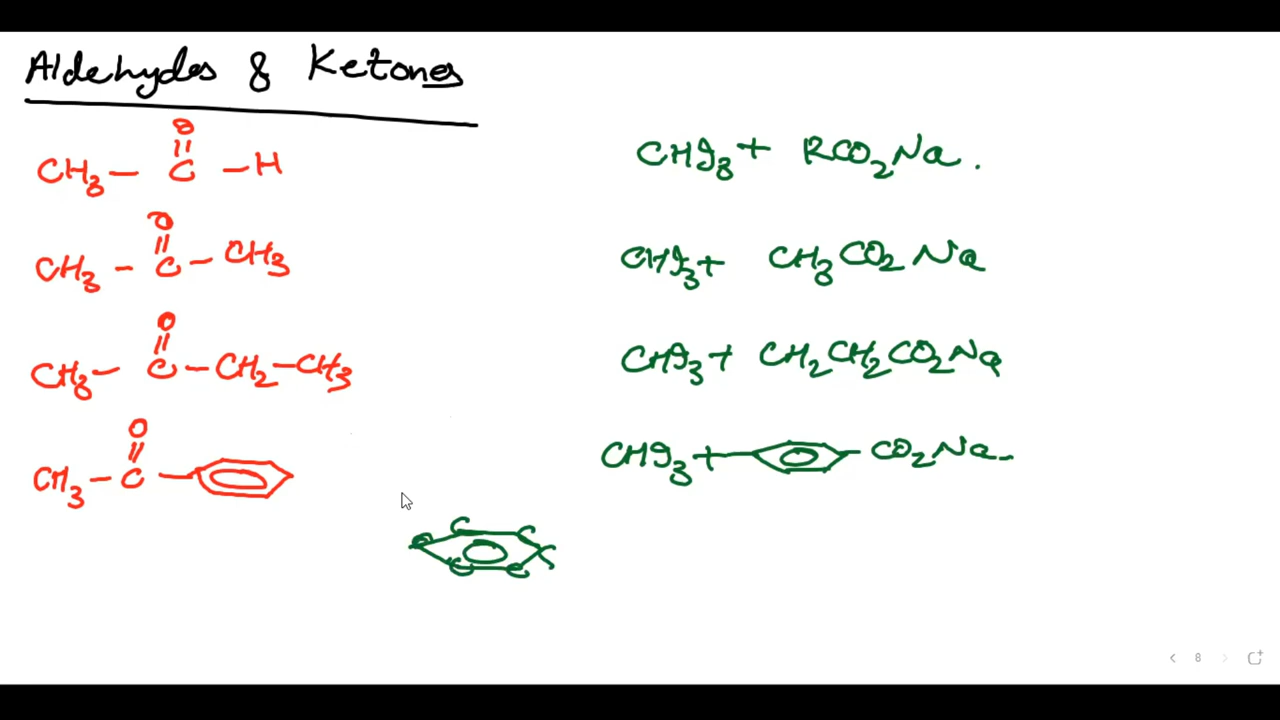 Aldehydes & Ketones
O
CH3 — C — H
CHI3 + RCO2Na.
O
CH3 — C — CH3
CHI3 + CH3CO2Na
O
CH3 — C — CH2 — CH3
CHI3 + CH2CH2CO2Na
O
CH3 — C —
CHI3 + — CO2Na
C C
C C
C C
8